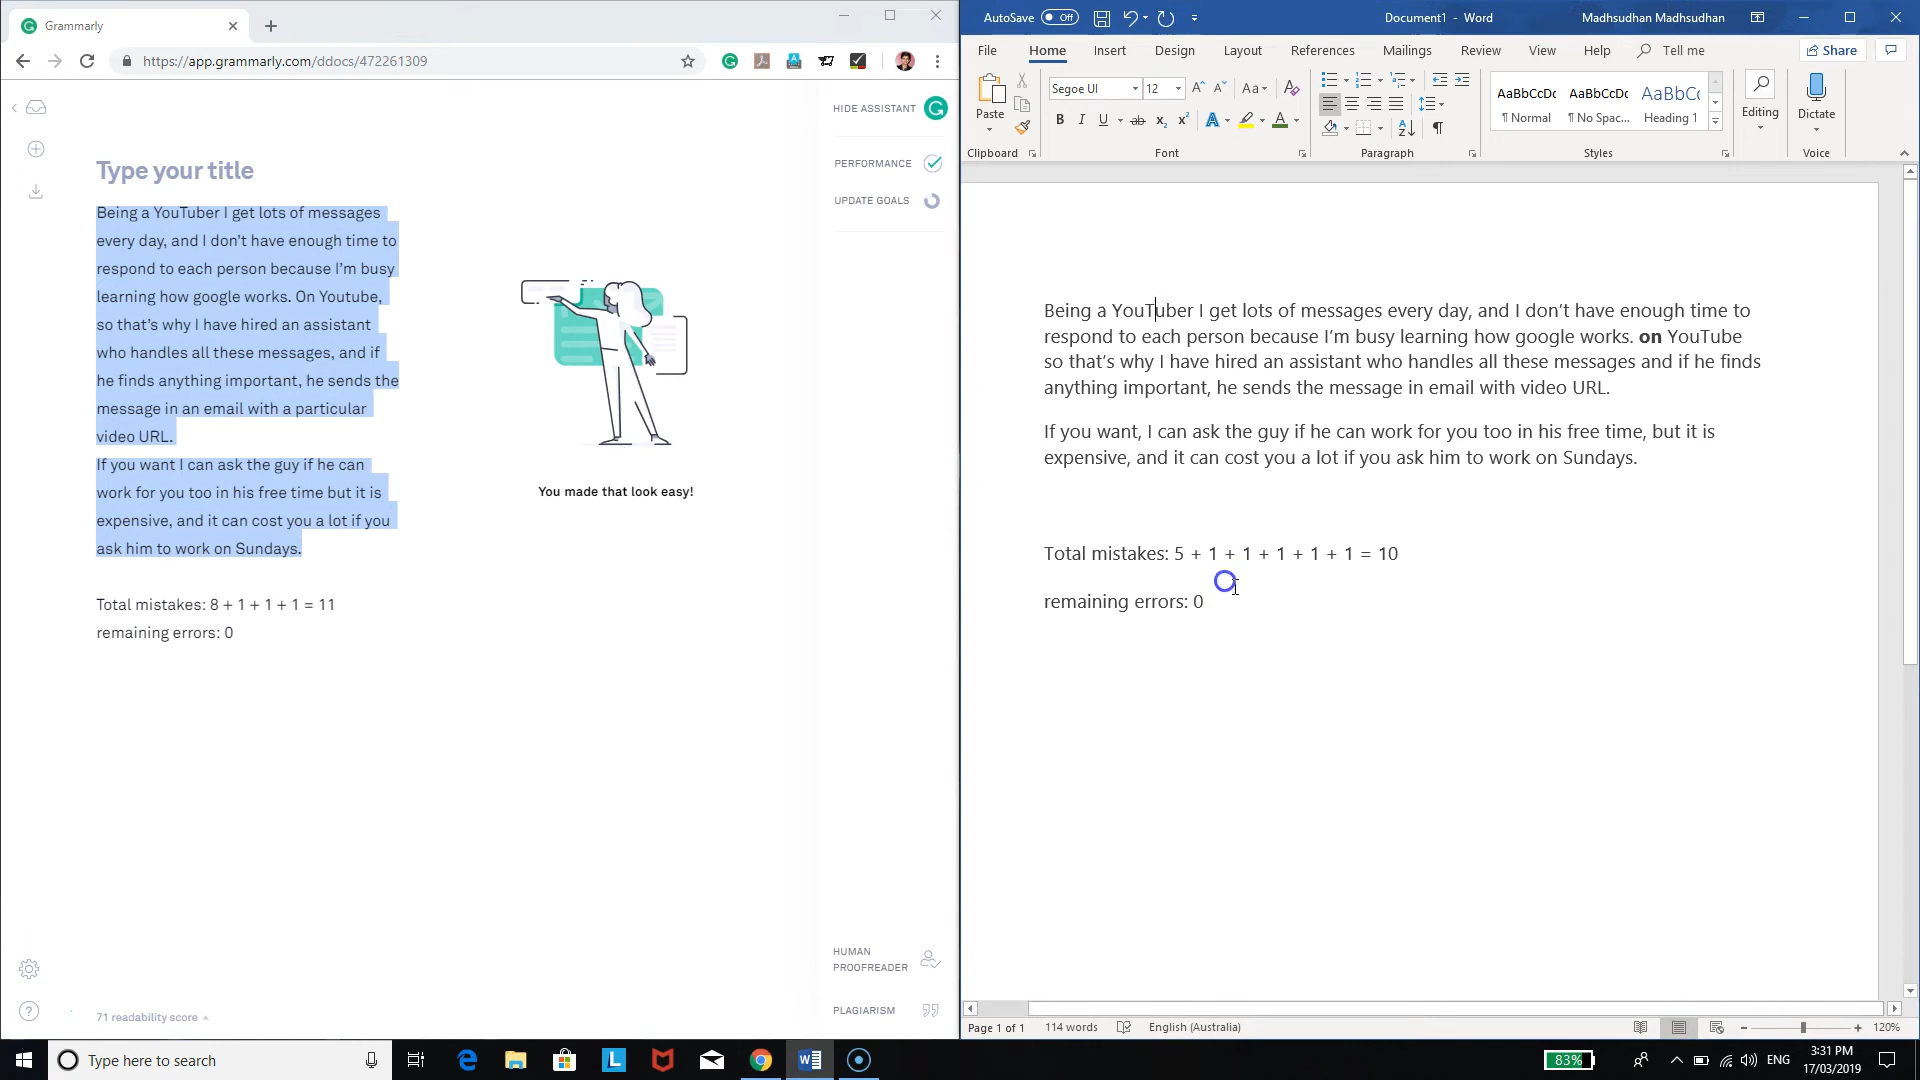 Grammarly
https://app.grammarly.com/ddocs/472261309
HIDE ASSISTANT
PERFORMANCE
UPDATE GOALS
Type your title
Being a YouTuber I get lots of messages
every day, and I don't have enough time to
respond to each person because I'm busy
learning how google works. On Youtube,
so that's why I have hired an assistant
who handles all these messages, and if
he finds anything important, he sends the
message in an email with a particular
video URL.
If you want I can ask the guy if he can
work for you too in his free time but it is
expensive, and it can cost you a lot if you
ask him to work on Sundays.
Total mistakes: 8 + 1 + 1 + 1 = 11
remaining errors: 0
You made that look easy!
HUMAN
PROOFREADER
PLAGIARISM
71 readability score
AutoSave Off
Document1 - Word
Madhsudhan Madhsudhan
File Home Insert Design Layout References Mailings Review View Help Tell me
Share
Paste
Segoe UI 12
Aa
B I U ab x₂ x² A A
AaBbCcDc AaBbCcDc AaBbCc
¶ Normal ¶ No Spac... Heading 1
Editing
Dictate
Clipboard Font Paragraph Styles Voice
Being a YouTuber I get lots of messages every day, and I don't have enough time to
respond to each person because I'm busy learning how google works. on YouTube
so that's why I have hired an assistant who handles all these messages and if he finds
anything important, he sends the message in email with video URL.
If you want, I can ask the guy if he can work for you too in his free time, but it is
expensive, and it can cost you a lot if you ask him to work on Sundays.
Total mistakes: 5 + 1 + 1 + 1 + 1 + 1 = 10
remaining errors: 0
Page 1 of 1 114 words English (Australia) 120%
Type here to search
83%
ENG
3:31 PM
17/03/2019